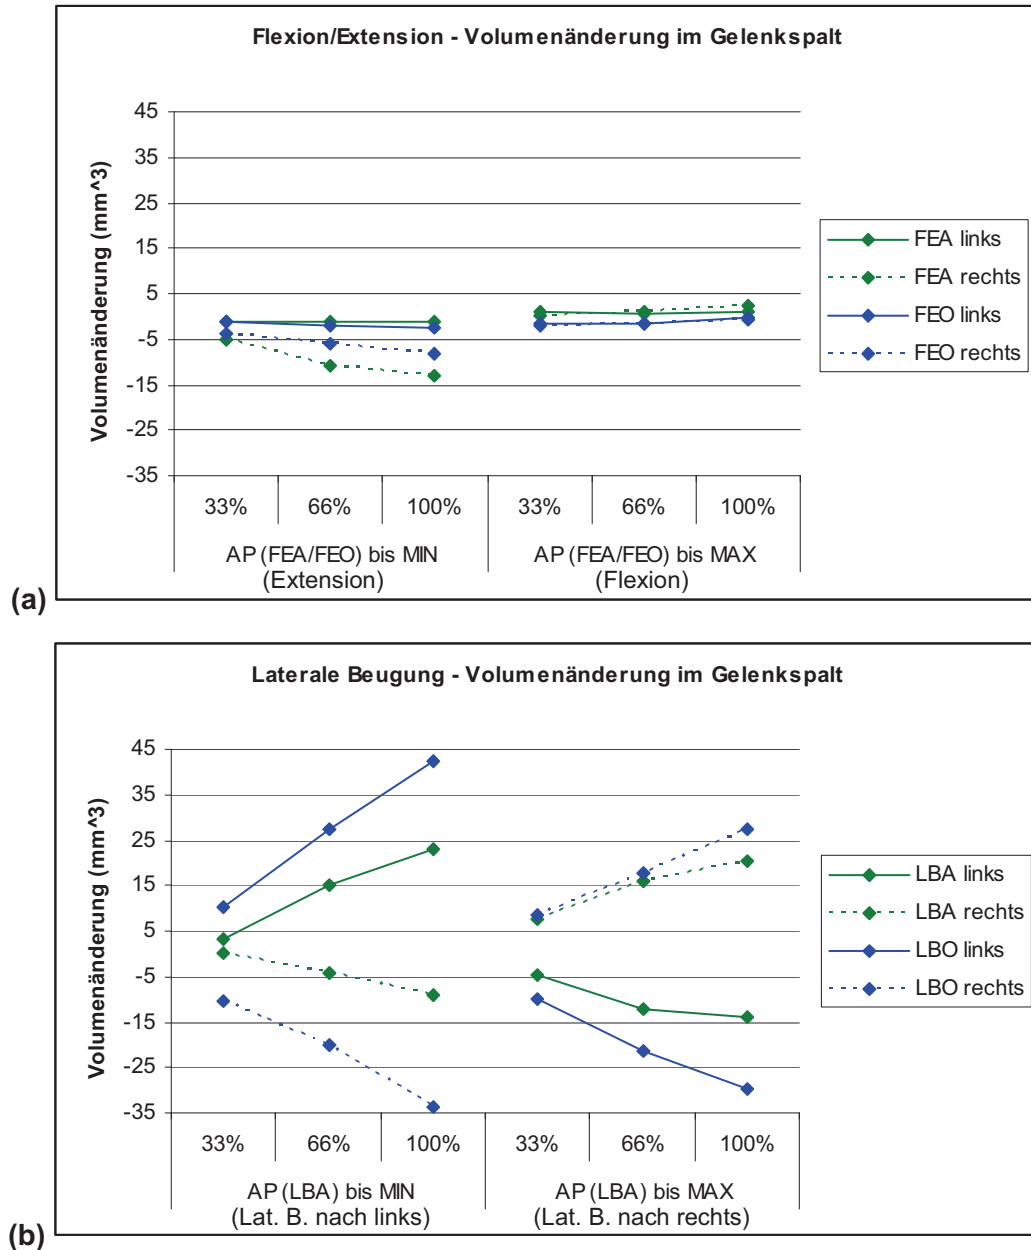 Flexion/Extension - Volumenänderung im Gelenkspalt
Volumenänderung (mm^3)
45
35
25
15
5
-5
-15
-25
-35
33% 66% 100% 33% 66% 100%
AP (FEA/FEO) bis MIN AP (FEA/FEO) bis MAX
(Extension) (Flexion)
FEA links
FEA rechts
FEO links
FEO rechts
(a)
Laterale Beugung - Volumenänderung im Gelenkspalt
Volumenänderung (mm^3)
45
35
25
15
5
-5
-15
-25
-35
33% 66% 100% 33% 66% 100%
AP (LBA) bis MIN AP (LBA) bis MAX
(Lat. B. nach links) (Lat. B. nach rechts)
LBA links
LBA rechts
LBO links
LBO rechts
(b)